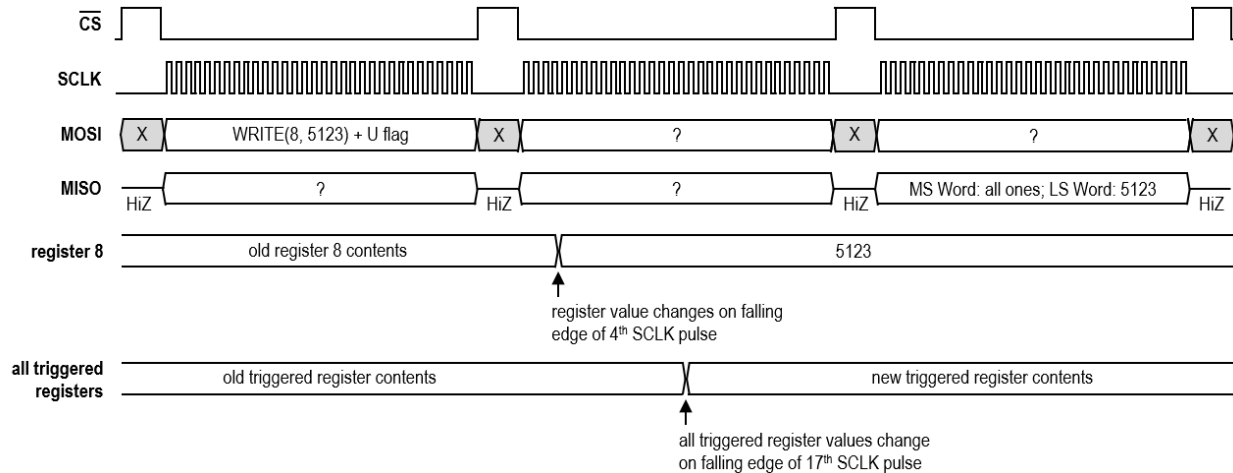 CS
SCLK
MOSI X WRITE(8, 5123) + U flag X ? X ? X
MISO ? ? MS Word: all ones; LS Word: 5123
HiZ HiZ HiZ HiZ
register 8 old register 8 contents 5123
register value changes on falling
edge of 4th SCLK pulse
all triggered
registers
old triggered register contents new triggered register contents
all triggered register values change
on falling edge of 17th SCLK pulse